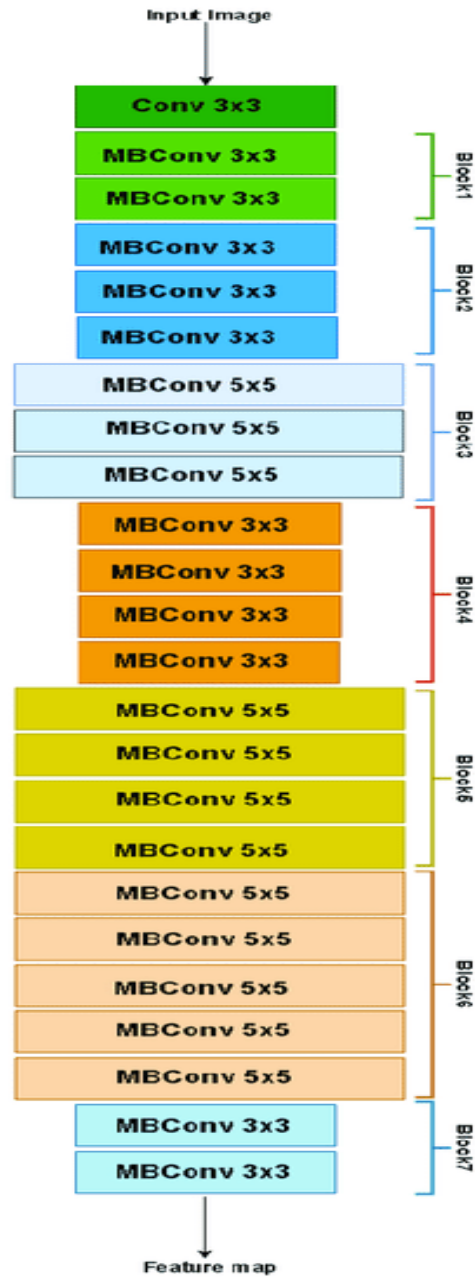 Input Image
Conv 3x3
MBConv 3x3
MBConv 3x3
Block1
MBConv 3x3
MBConv 3x3
MBConv 3x3
Block2
MBConv 5x5
MBConv 5x5
MBConv 5x5
Block3
MBConv 3x3
MBConv 3x3
MBConv 3x3
MBConv 3x3
Block4
MBConv 5x5
MBConv 5x5
MBConv 5x5
MBConv 5x5
Block6
MBConv 5x5
MBConv 5x5
MBConv 5x5
MBConv 5x5
MBConv 5x5
Block6
MBConv 3x3
MBConv 3x3
Block7
Feature map